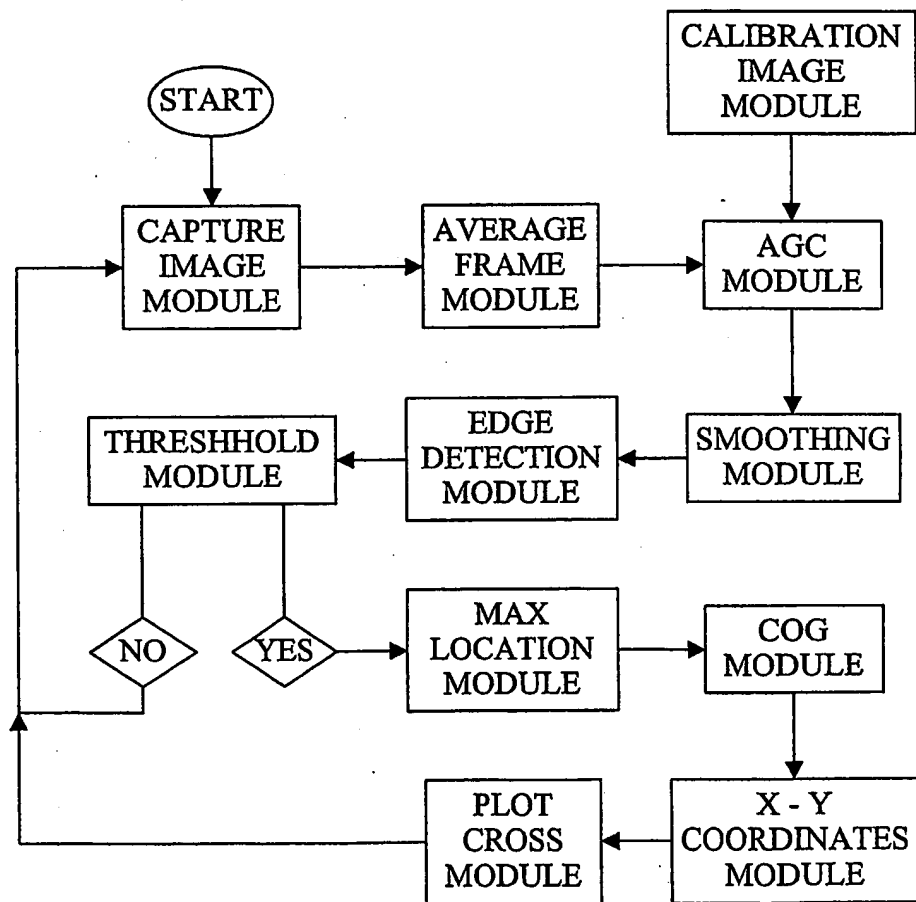 CALIBRATION
IMAGE
MODULE
START
CAPTURE
IMAGE
MODULE
AVERAGE
FRAME
MODULE
AGC
MODULE
THRESHHOLD
MODULE
EDGE
DETECTION
MODULE
SMOOTHING
MODULE
NO
YES
MAX
LOCATION
MODULE
COG
MODULE
PLOT
CROSS
MODULE
X - Y
COORDINATES
MODULE